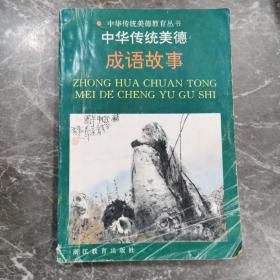 中华传统美德教育丛书
中华传统美德
成语故事
ZHONG HUA CHUAN TONG
MEI DE CHENG YU GU SHI
浙江教育出版社